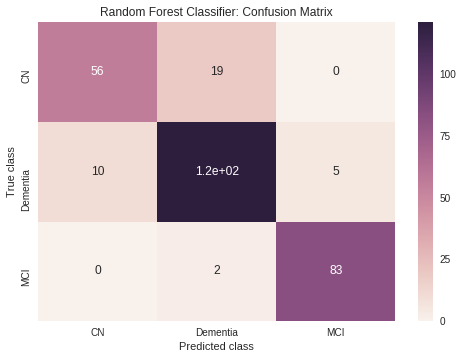 Random Forest Classifier: Confusion Matrix
True class
CN
56
19
0
Dementia
10
1.2e+02
5
MCI
0
2
83
CN
Dementia
MCI
Predicted class
100
75
50
25
0